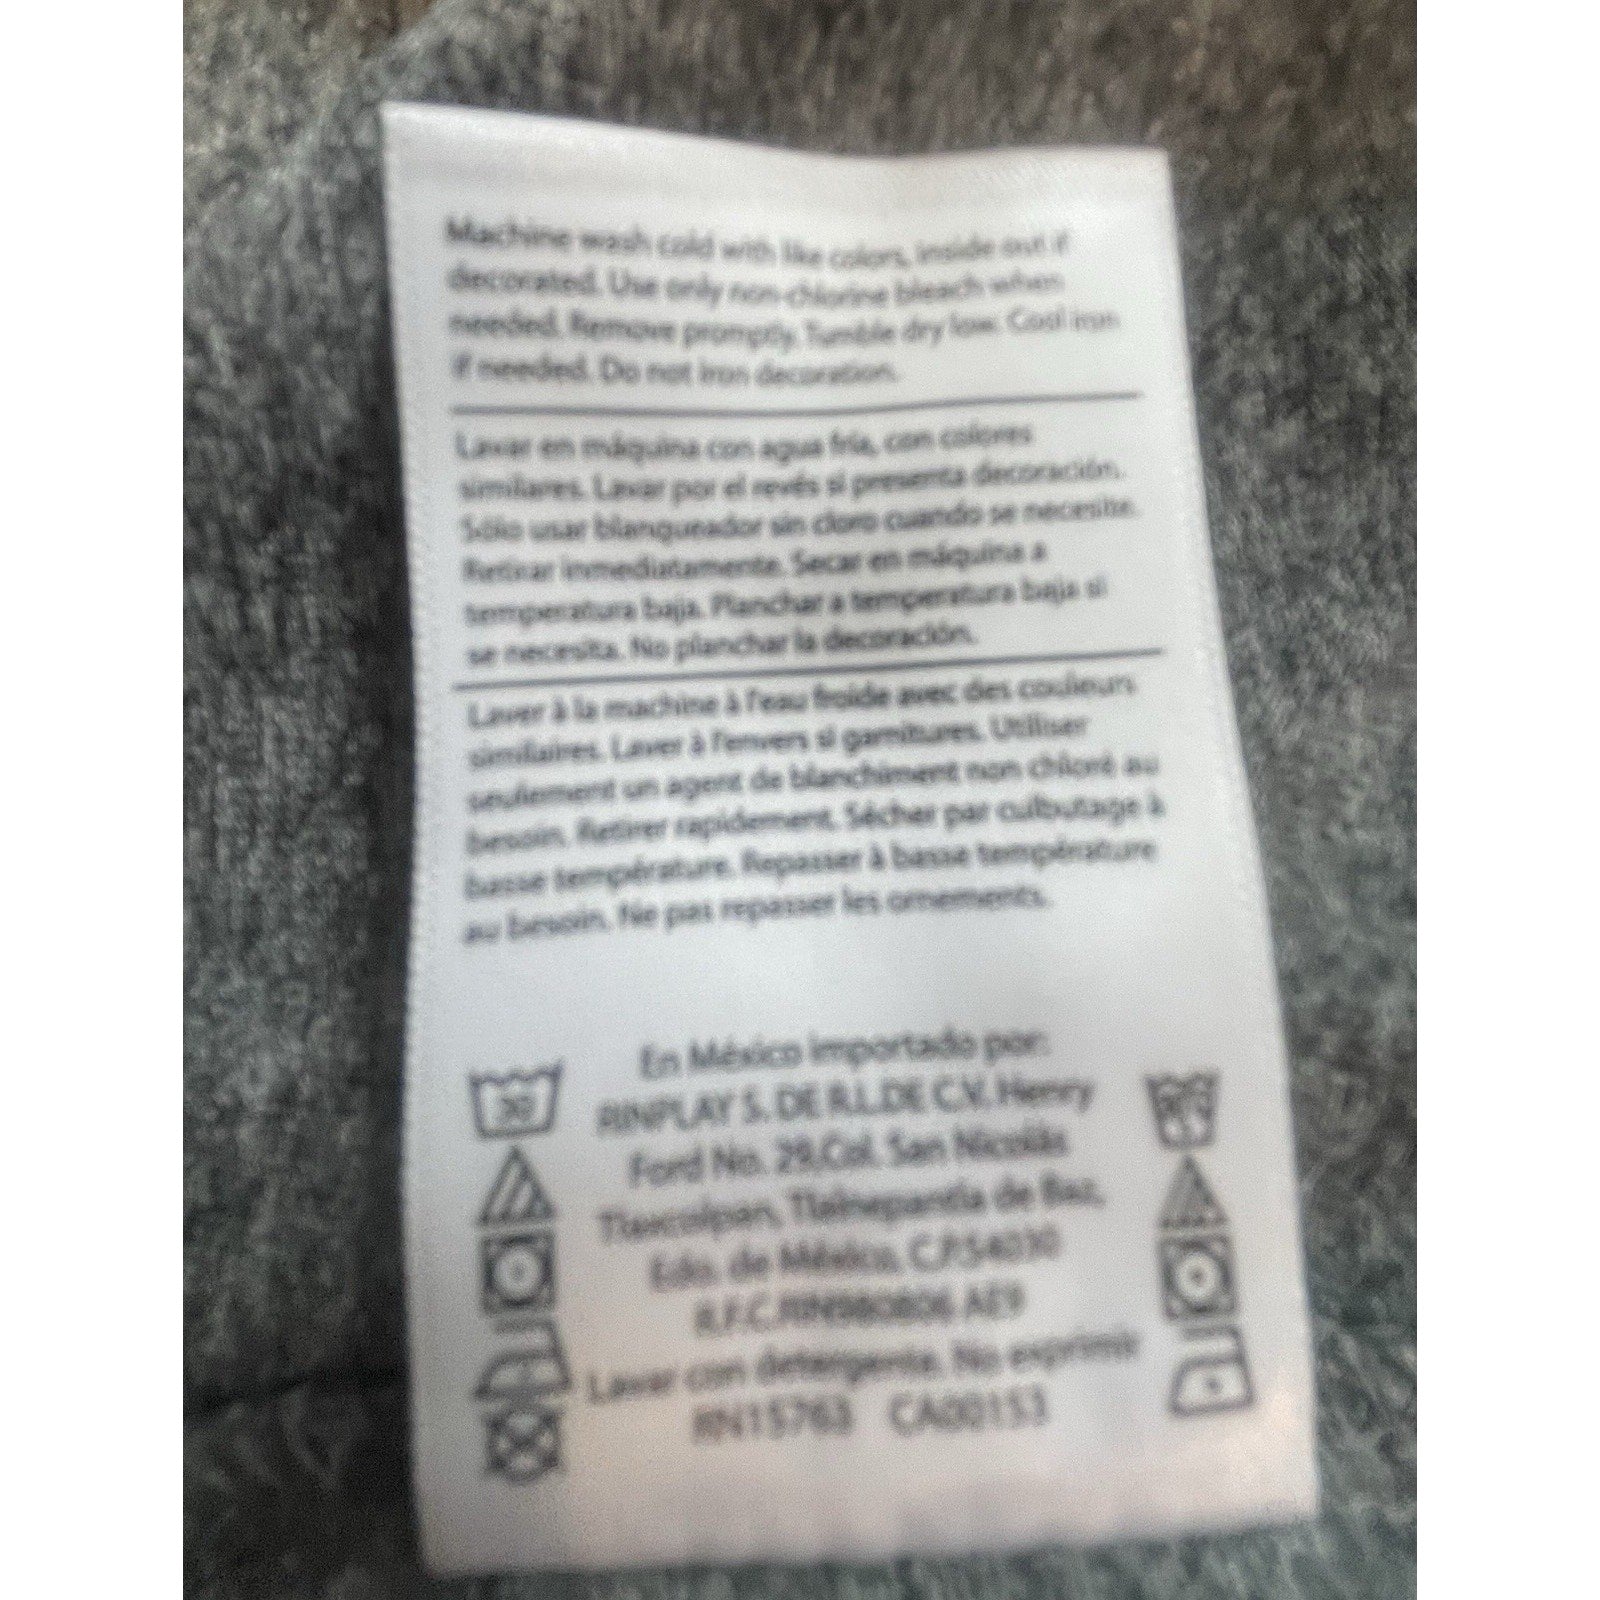 Machine wash cold with like colors, inside out if
decorated. Use only non-chlorine bleach when
needed. Remove promptly. Tumble dry low. Cool iron
if needed. Do not iron decoration.
Lavar en máquina con agua fría, con colores
similares. Lavar por el revés si presenta decoración.
Sólo usar blanqueador sin cloro cuando se necesite.
Retirar inmediatamente. Secar en máquina a
temperatura baja. Planchar a temperatura baja si
se necesita. No planchar la decoración.
Laver à la machine à l'eau froide avec des couleurs
similaires. Laver à l'envers si garnitures. Utiliser
seulement un agent de blanchiment non chloré au
besoin. Retirer rapidement. Sécher par culbutage à
basse température. Repasser à basse température
au besoin. Ne pas repasser les ornements.
En México importado por:
RINPLAY S. DE R.L.DE C.V. Henry
Ford No. 29,Col. San Nicolás
Tlaxcolpan, Tlalnepantla de Baz,
Edo. de México, C.P.54030
R.F.C.RIN980806 AE9
Lavar con detergente. No exprimir
RN15763 CA00153
30